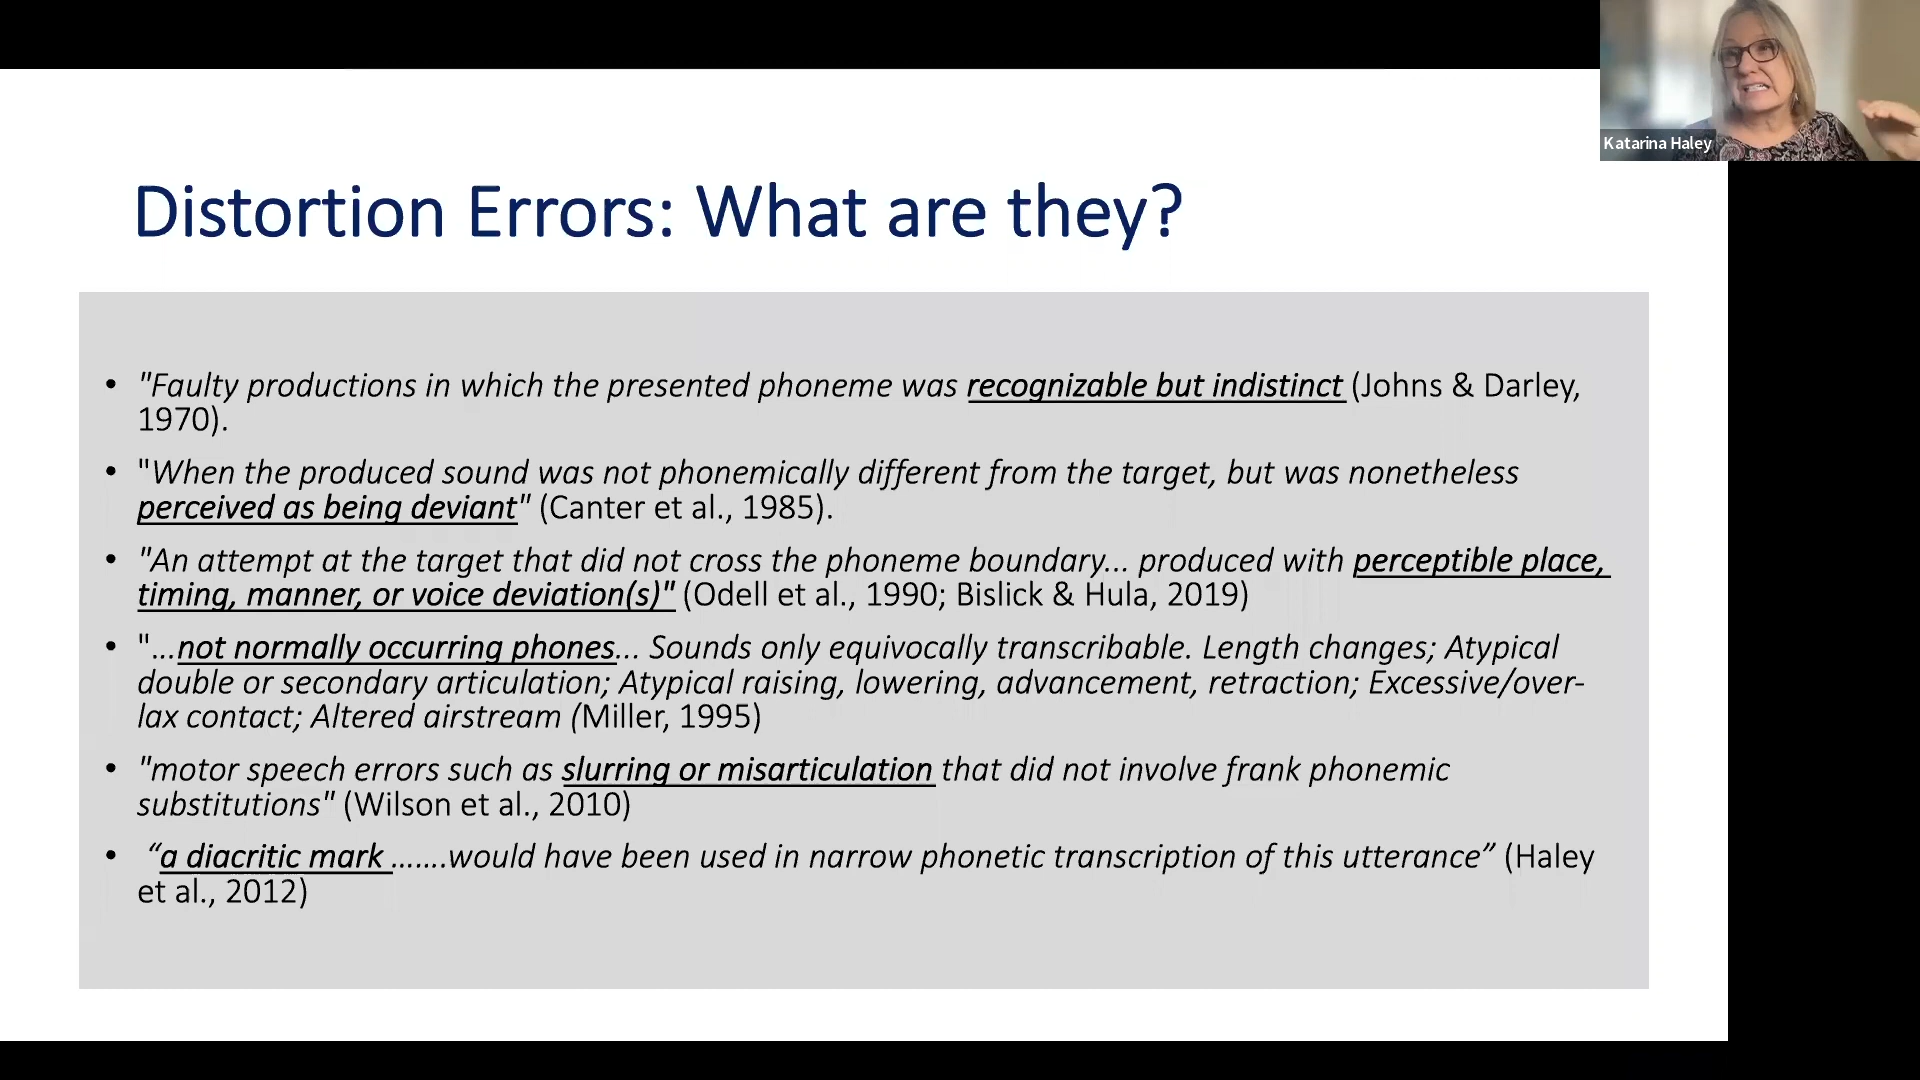 Katarina Haley
Distortion Errors: What are they?
• "Faulty productions in which the presented phoneme was recognizable but indistinct (Johns & Darley,
1970).
• "When the produced sound was not phonemically different from the target, but was nonetheless
perceived as being deviant" (Canter et al., 1985).
• "An attempt at the target that did not cross the phoneme boundary... produced with perceptible place,
timing, manner, or voice deviation(s)" (Odell et al., 1990; Bislick & Hula, 2019)
• "...not normally occurring phones... Sounds only equivocally transcribable. Length changes; Atypical
double or secondary articulation; Atypical raising, lowering, advancement, retraction; Excessive/over-
lax contact; Altered airstream (Miller, 1995)
• "motor speech errors such as slurring or misarticulation that did not involve frank phonemic
substitutions" (Wilson et al., 2010)
• “a diacritic mark …….would have been used in narrow phonetic transcription of this utterance” (Haley
et al., 2012)